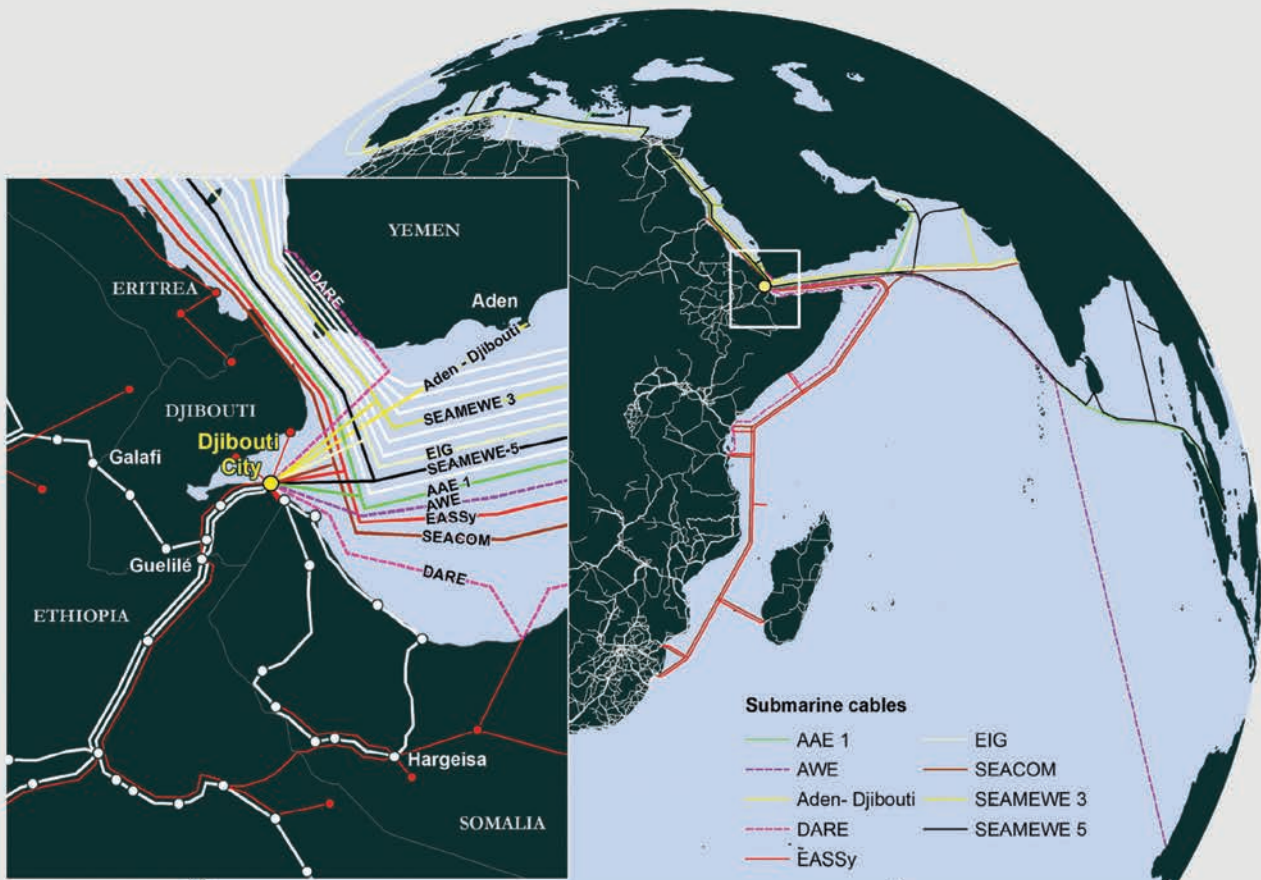 YEMEN
DARE
ERITREA
Aden
Aden - Djibouti
DJIBOUTI
SEAMEWE 3
Djibouti
City
EIG
SEAMEWE-5
Galafi
AAE 1
AWE
EASSy
SEACOM
Guelilé
DARE
ETHIOPIA
Hargeisa
SOMALIA
Submarine cables
AAE 1
AWE
Aden- Djibouti
DARE
EASSy
EIG
SEACOM
SEAMEWE 3
SEAMEWE 5